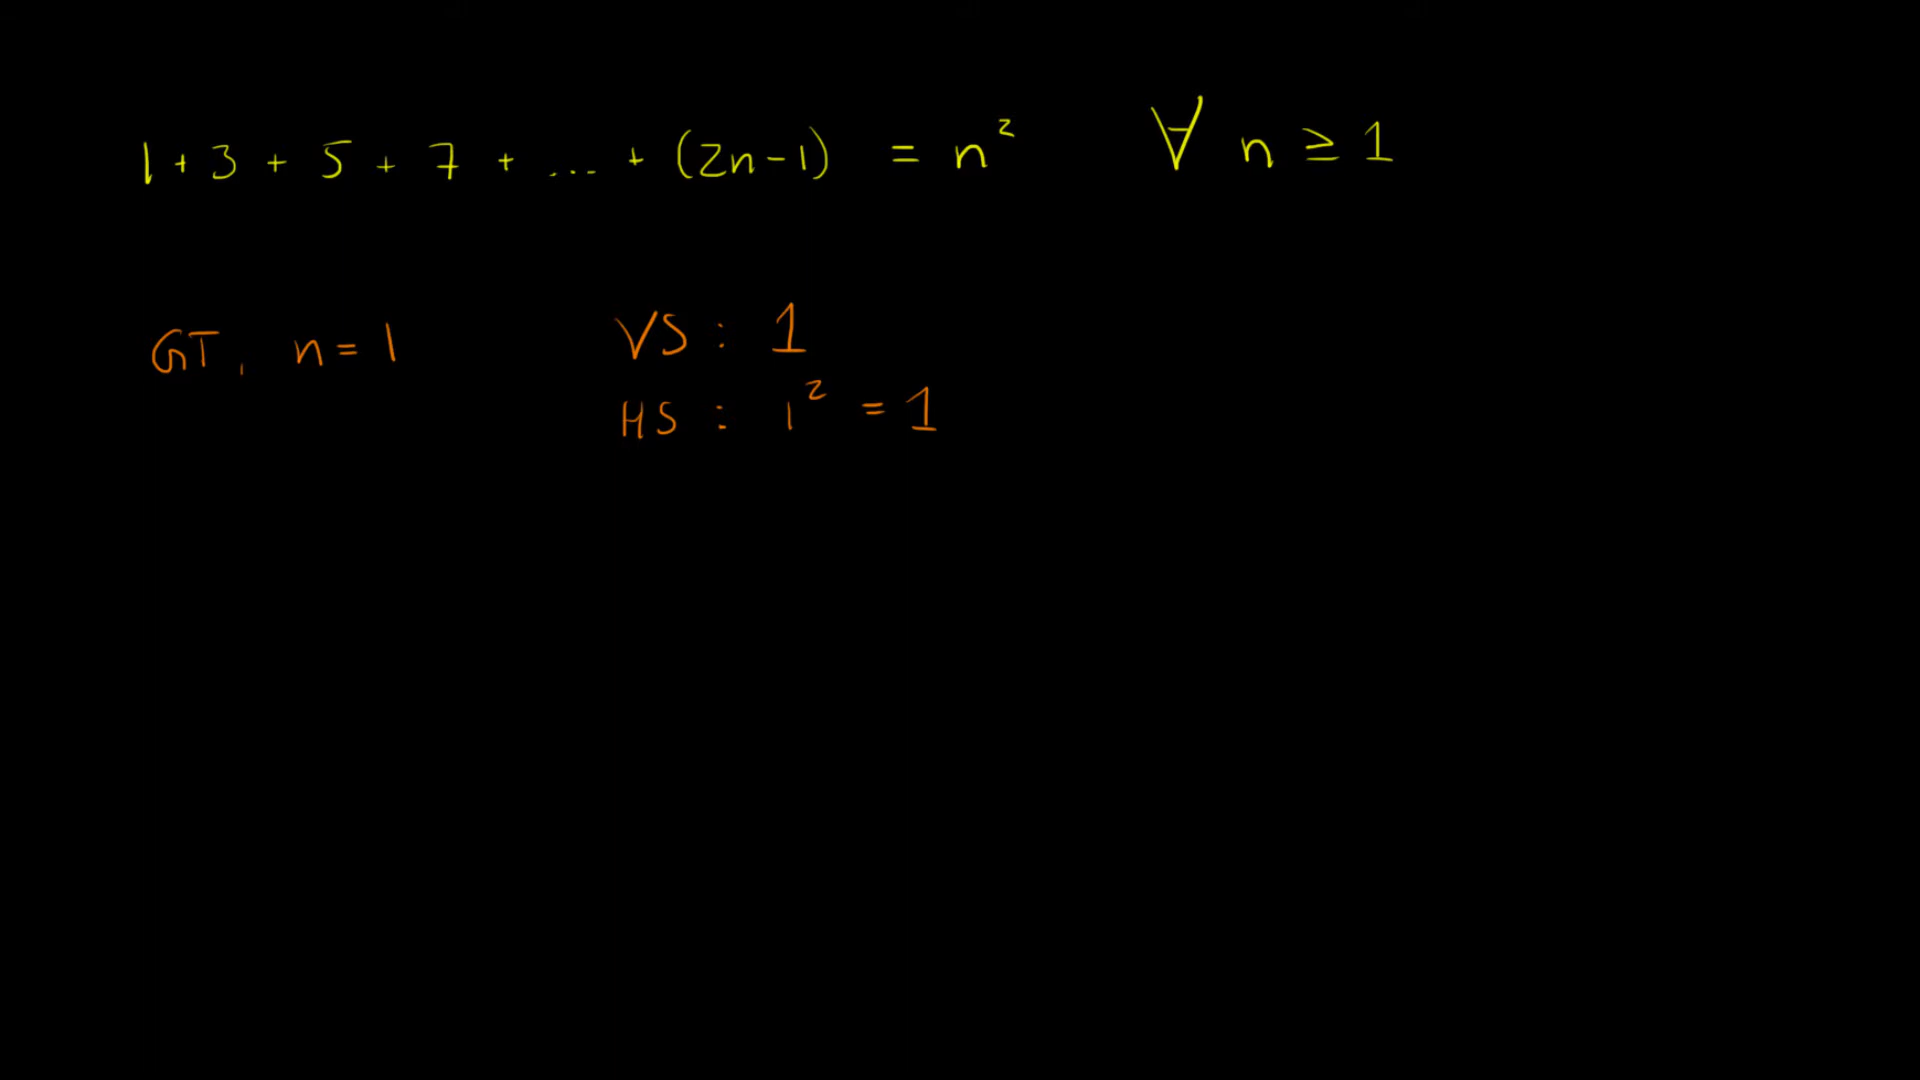 1 + 3 + 5 + 7 + ... + (2n-1) = n² ∀ n ≥ 1
GT, n = 1 VS : 1
HS : 1² = 1